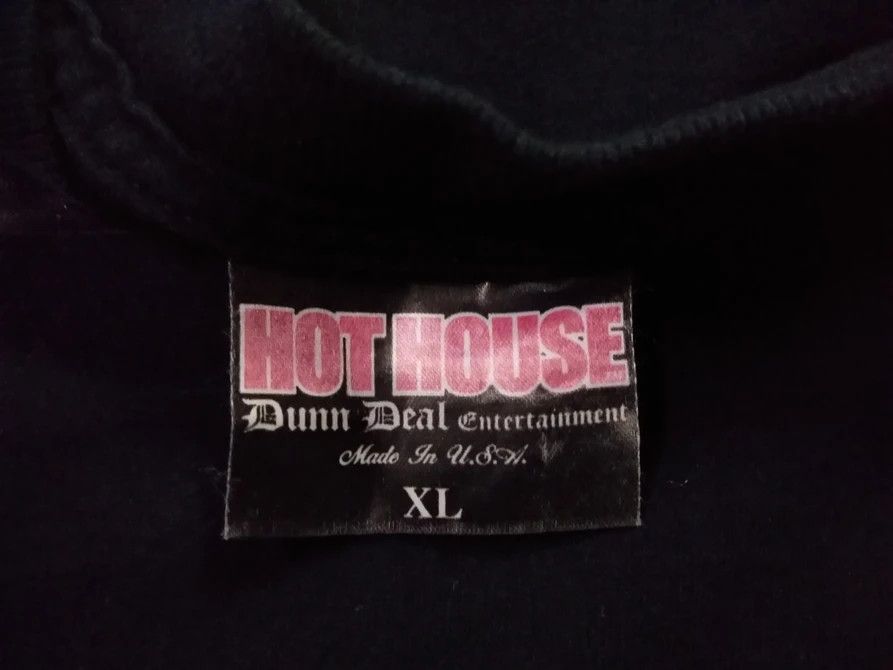 HOT HOUSE
Dunn Deal Entertainment
Made In U.S.A.
XL